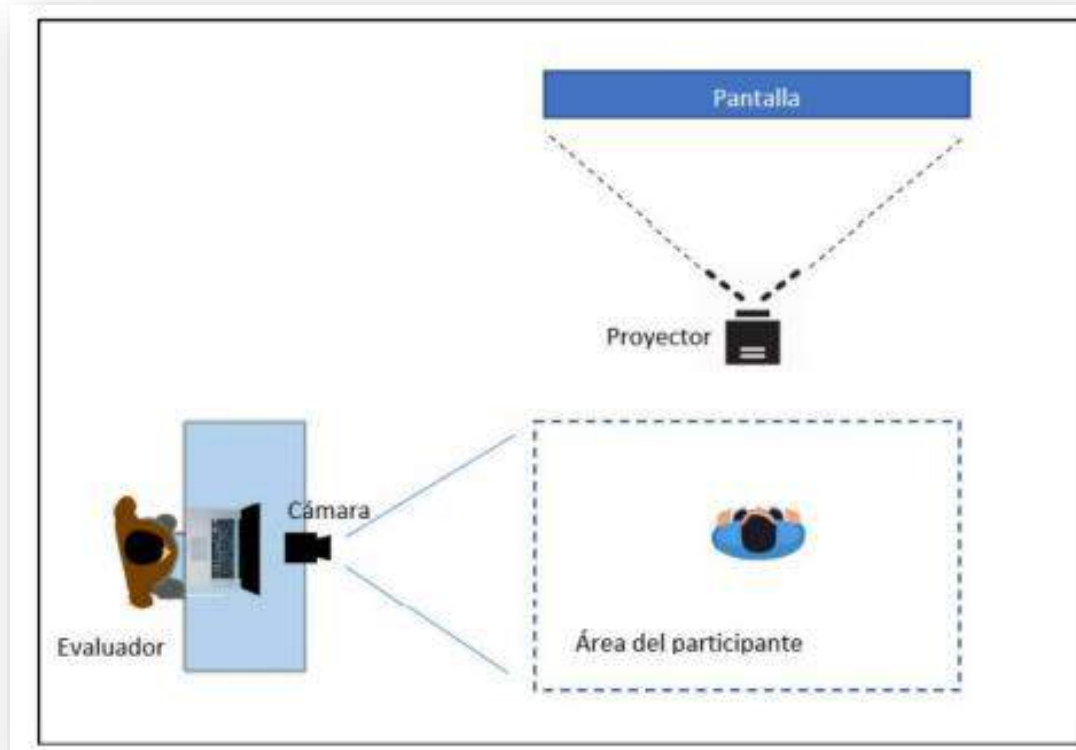 Pantalla
Proyector
Cámara
Evaluador
Área del participante